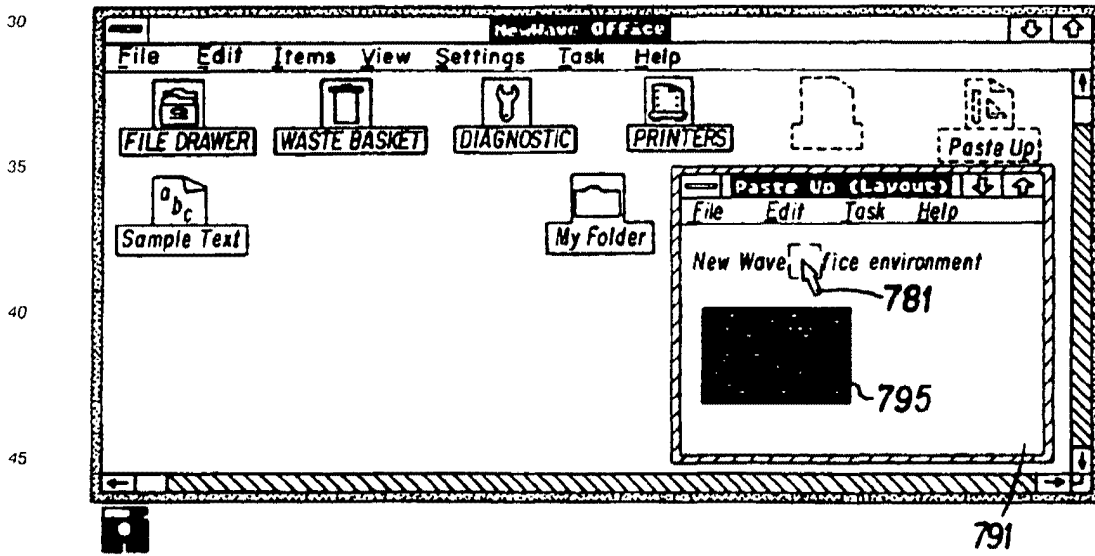 30
NewWave Office
File Edit Items View Settings Task Help
FILE DRAWER WASTE BASKET DIAGNOSTIC PRINTERS Paste Up
35
Paste Up (Layout)
File Edit Task Help
Sample Text My Folder
New Wave fice environment
781
40
795
45
791